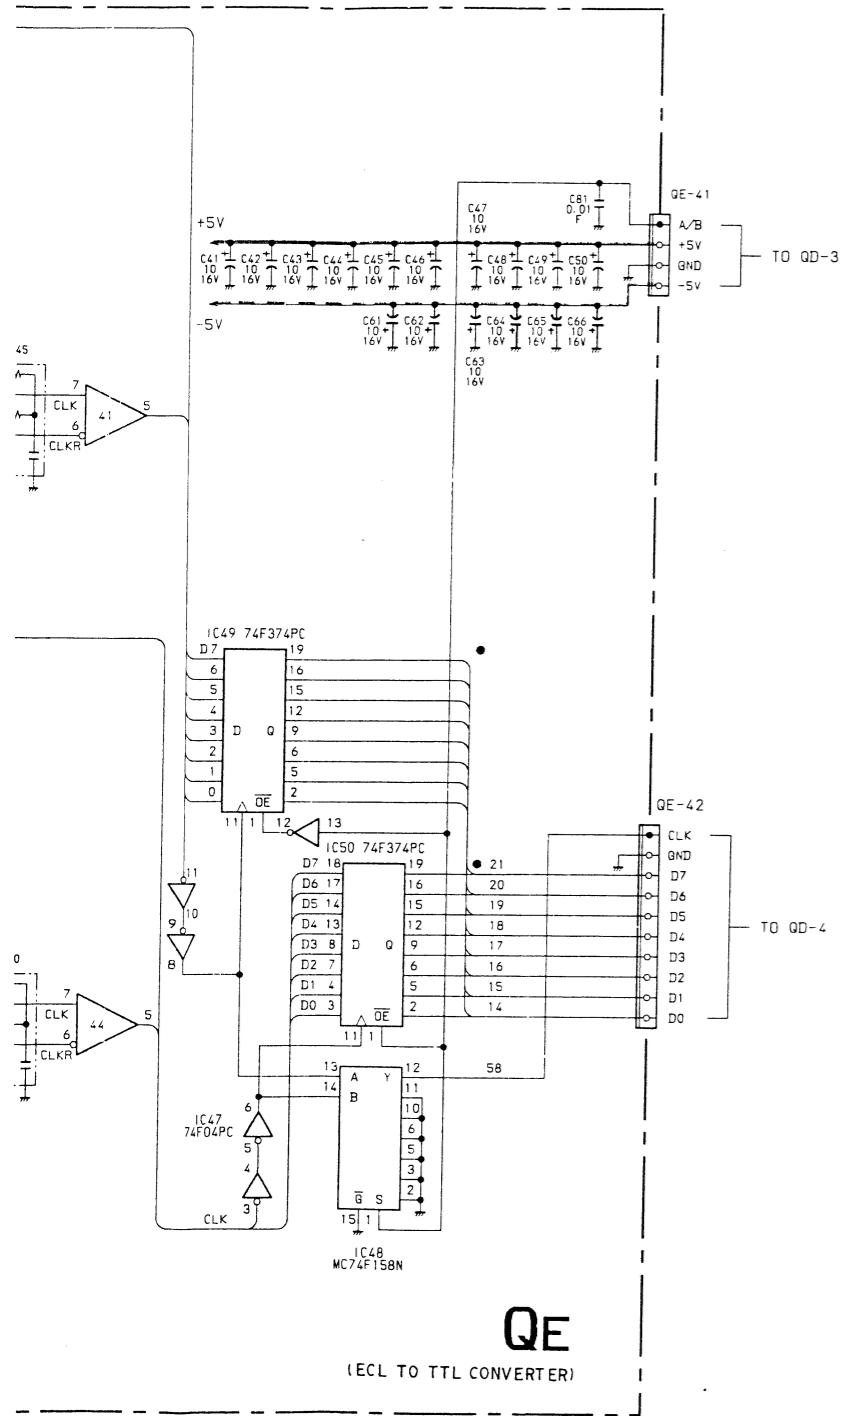 QE-41
C81
0.01
F
C47
10
16V
A/B
+5V
GND
-5V
TO QD-3
+5V
C41
10
16V
C42
10
16V
C43
10
16V
C44
10
16V
C45
10
16V
C46
10
16V
C48
10
16V
C49
10
16V
C50
10
16V
-5V
C61
10
16V
C62
10
16V
C63
10
16V
C64
10
16V
C65
10
16V
C66
10
16V
45
7
CLK
6
CLKR
41
5
IC49 74F374PC
D7
6
5
4
3
2
1
0
D Q
OE
19
16
15
12
9
6
5
2
11 1 12 13
IC50 74F374PC
D7 18
D6 17
D5 14
D4 13
D3 8
D2 7
D1 4
D0 3
D Q
OE
19
16
15
12
9
6
5
2
11 1
21
20
19
18
17
16
15
14
QE-42
CLK
GND
D7
D6
D5
D4
D3
D2
D1
D0
TO QD-4
11
10
9
8
0
7
CLK
6
CLKR
44
5
13 A Y 12
14 B
11
10
6
5
3
2
58
G S
15 1
IC48
MC74F158N
IC47
74F04PC
6
5
4
3
CLK
QE
(ECL TO TTL CONVERTER)